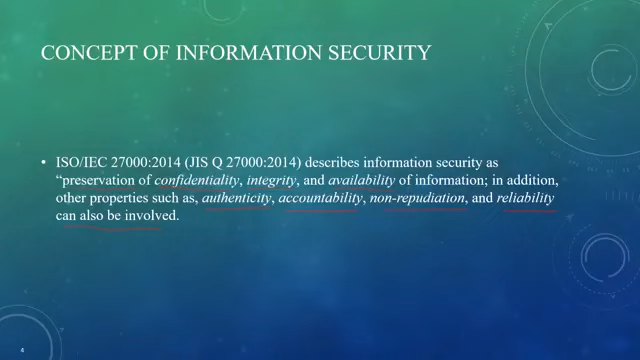 CONCEPT OF INFORMATION SECURITY
• ISO/IEC 27000:2014 (JIS Q 27000:2014) describes information security as
“preservation of confidentiality, integrity, and availability of information; in addition,
other properties such as, authenticity, accountability, non-repudiation, and reliability
can also be involved.
4